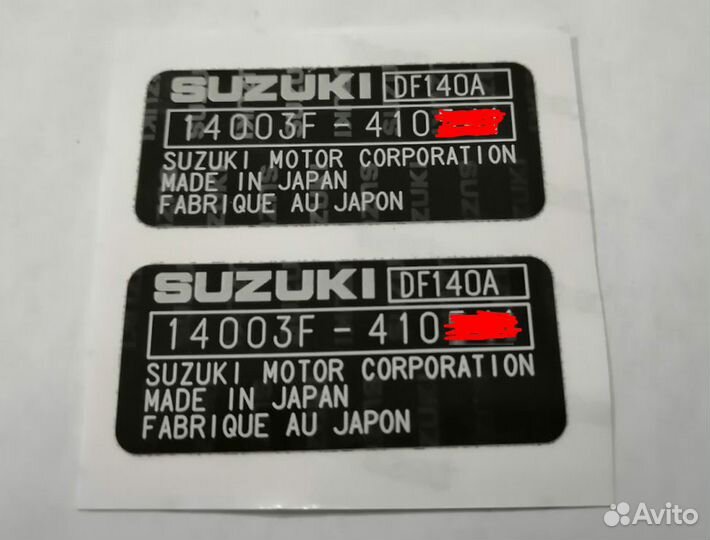 SUZUKI DF140A
14003F - 410
SUZUKI MOTOR CORPORATION
MADE IN JAPAN
FABRIQUE AU JAPON
SUZUKI DF140A
14003F - 410
SUZUKI MOTOR CORPORATION
MADE IN JAPAN
FABRIQUE AU JAPON
Avito